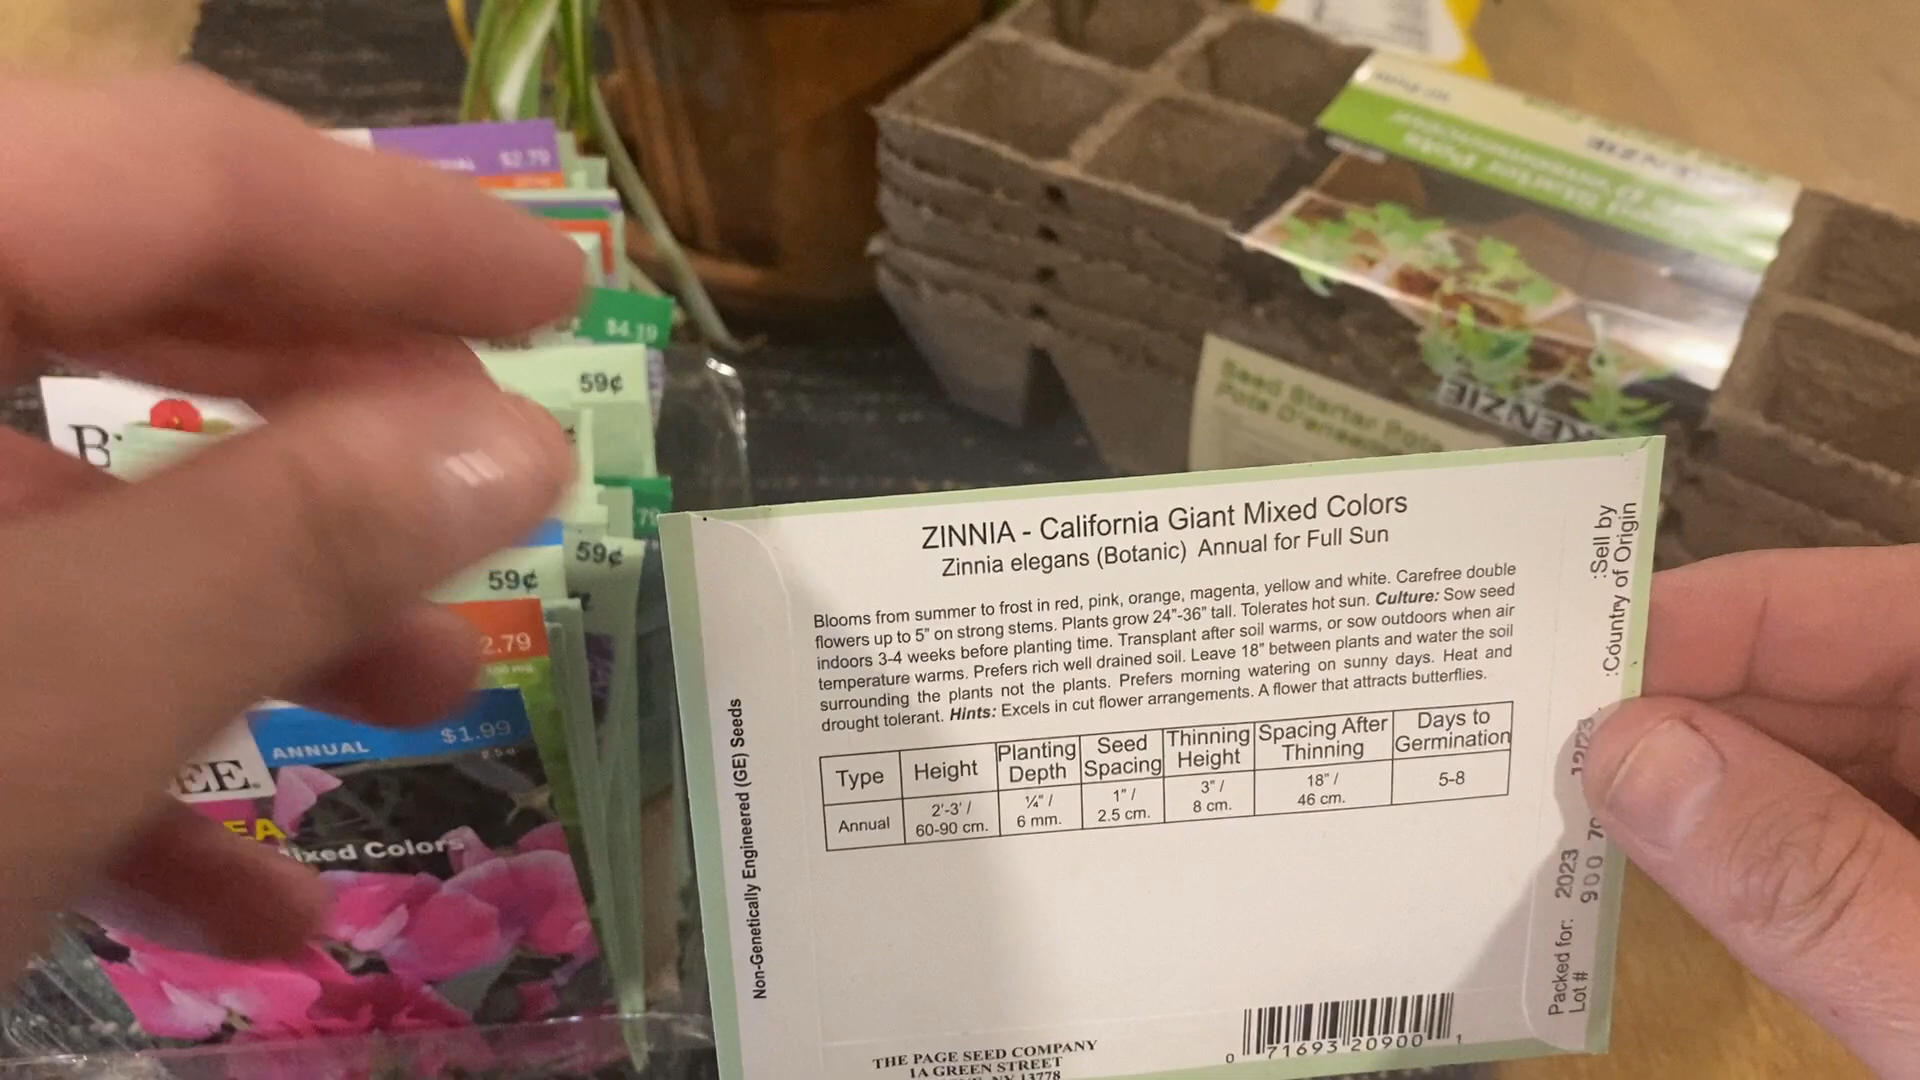 $2.79
$4.19
59¢
59¢
59¢
2.79
$1.99
ANNUAL
EE.
EA
ixed Colors
Seed Starter Pots
ZINNIA - California Giant Mixed Colors
Zinnia elegans (Botanic) Annual for Full Sun
Blooms from summer to frost in red, pink, orange, magenta, yellow and white. Carefree double
flowers up to 5" on strong stems. Plants grow 24"-36" tall. Tolerates hot sun. Culture: Sow seed
indoors 3-4 weeks before planting time. Transplant after soil warms, or sow outdoors when air
temperature warms. Prefers rich well drained soil. Leave 18" between plants and water the soil
surrounding the plants not the plants. Prefers morning watering on sunny days. Heat and
drought tolerant. Hints: Excels in cut flower arrangements. A flower that attracts butterflies.
Type Height Planting Depth Seed Spacing Thinning Height Spacing After Thinning Days to Germination
Annual 2'-3' / 60-90 cm. ¼" / 6 mm. 1" / 2.5 cm. 3" / 8 cm. 18" / 46 cm. 5-8
Non-Genetically Engineered (GE) Seeds
:Sell by
:Country of Origin
Packed for: 2023
Lot # 900
THE PAGE SEED COMPANY
1A GREEN STREET
NY 13778
0 71693 20900 1